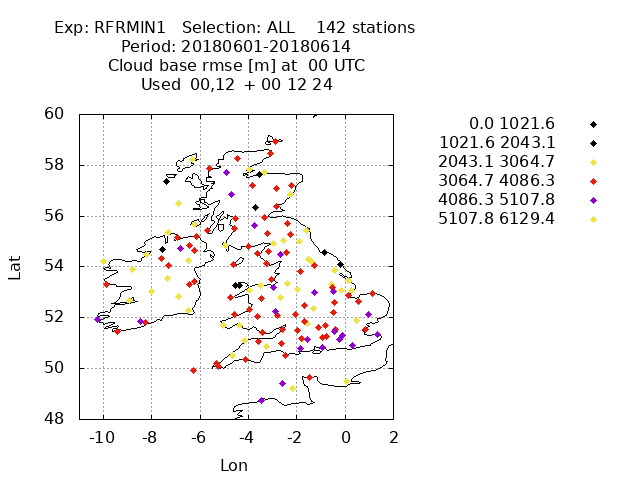 Exp: RFRMIN1 Selection: ALL 142 stations
Period: 20180601-20180614
Cloud base rmse [m] at 00 UTC
Used 00,12 + 00 12 24
0.0 1021.6
1021.6 2043.1
2043.1 3064.7
3064.7 4086.3
4086.3 5107.8
5107.8 6129.4
60
58
56
54
52
50
48
Lat
-10 -8 -6 -4 -2 0 2
Lon